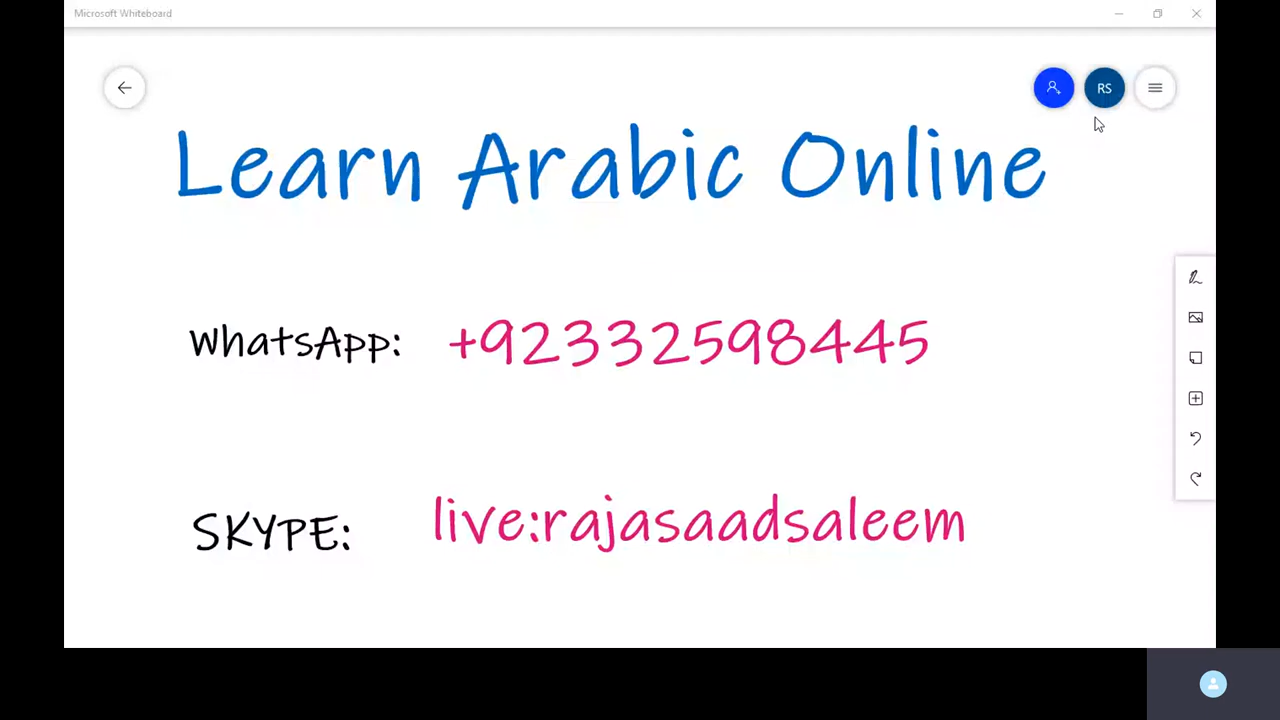 Microsoft Whiteboard
RS
Learn Arabic Online
WhatsApp: +92332598445
SKYPE: live:rajasaadsaleem